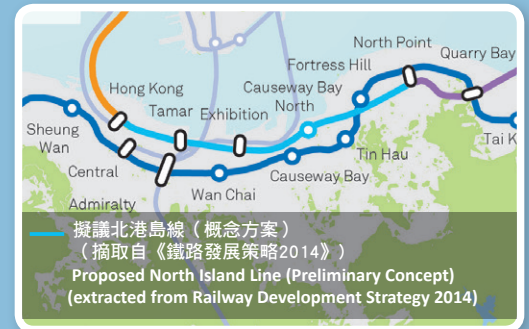 North Point
Quarry Bay
Fortress Hill
Hong Kong
Causeway Bay
North
Tamar
Exhibition
Sheung
Wan
Tai K
Tin Hau
Central
Causeway Bay
Wan Chai
Admiralty
擬議北港島線（概念方案）
（摘取自《鐵路發展策略2014》）
Proposed North Island Line (Preliminary Concept)
(extracted from Railway Development Strategy 2014)